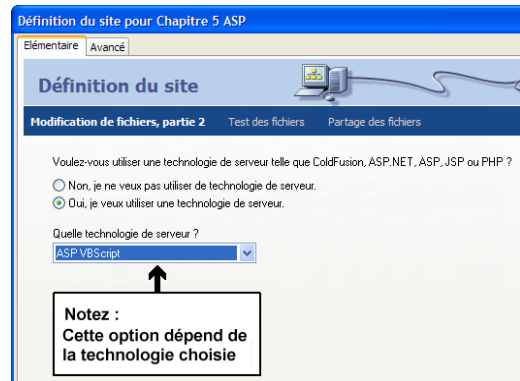 Définition du site pour Chapitre 5 ASP
Elémentaire Avancé
Définition du site
Modification de fichiers, partie 2 Test des fichiers Partage des fichiers
Voulez-vous utiliser une technologie de serveur telle que ColdFusion, ASP.NET, ASP, JSP ou PHP ?
Non, je ne veux pas utiliser de technologie de serveur.
Oui, je veux utiliser une technologie de serveur.
Quelle technologie de serveur ?
ASP VBScript
Notez :
Cette option dépend de
la technologie choisie